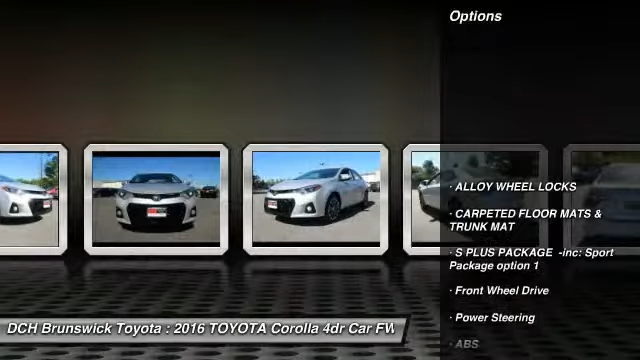 Options
· ALLOY WHEEL LOCKS
· CARPETED FLOOR MATS &
TRUNK MAT
· S PLUS PACKAGE -inc: Sport
Package option 1
· Front Wheel Drive
· Power Steering
· ABS
DCH Brunswick Toyota : 2016 TOYOTA Corolla 4dr Car FW